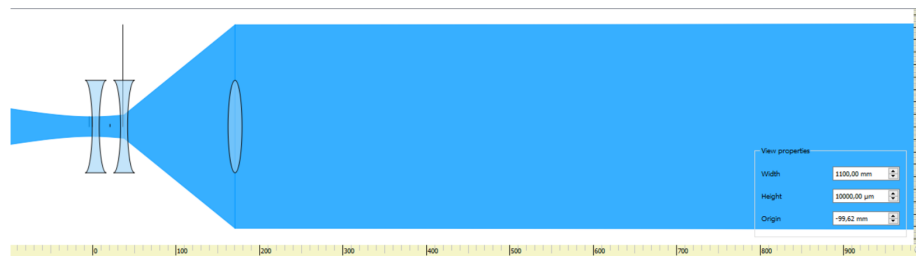 View properties
Width 1100,00 mm
Height 10000,00 µm
Origin -99,62 mm
0 100 200 300 400 500 600 700 800 900